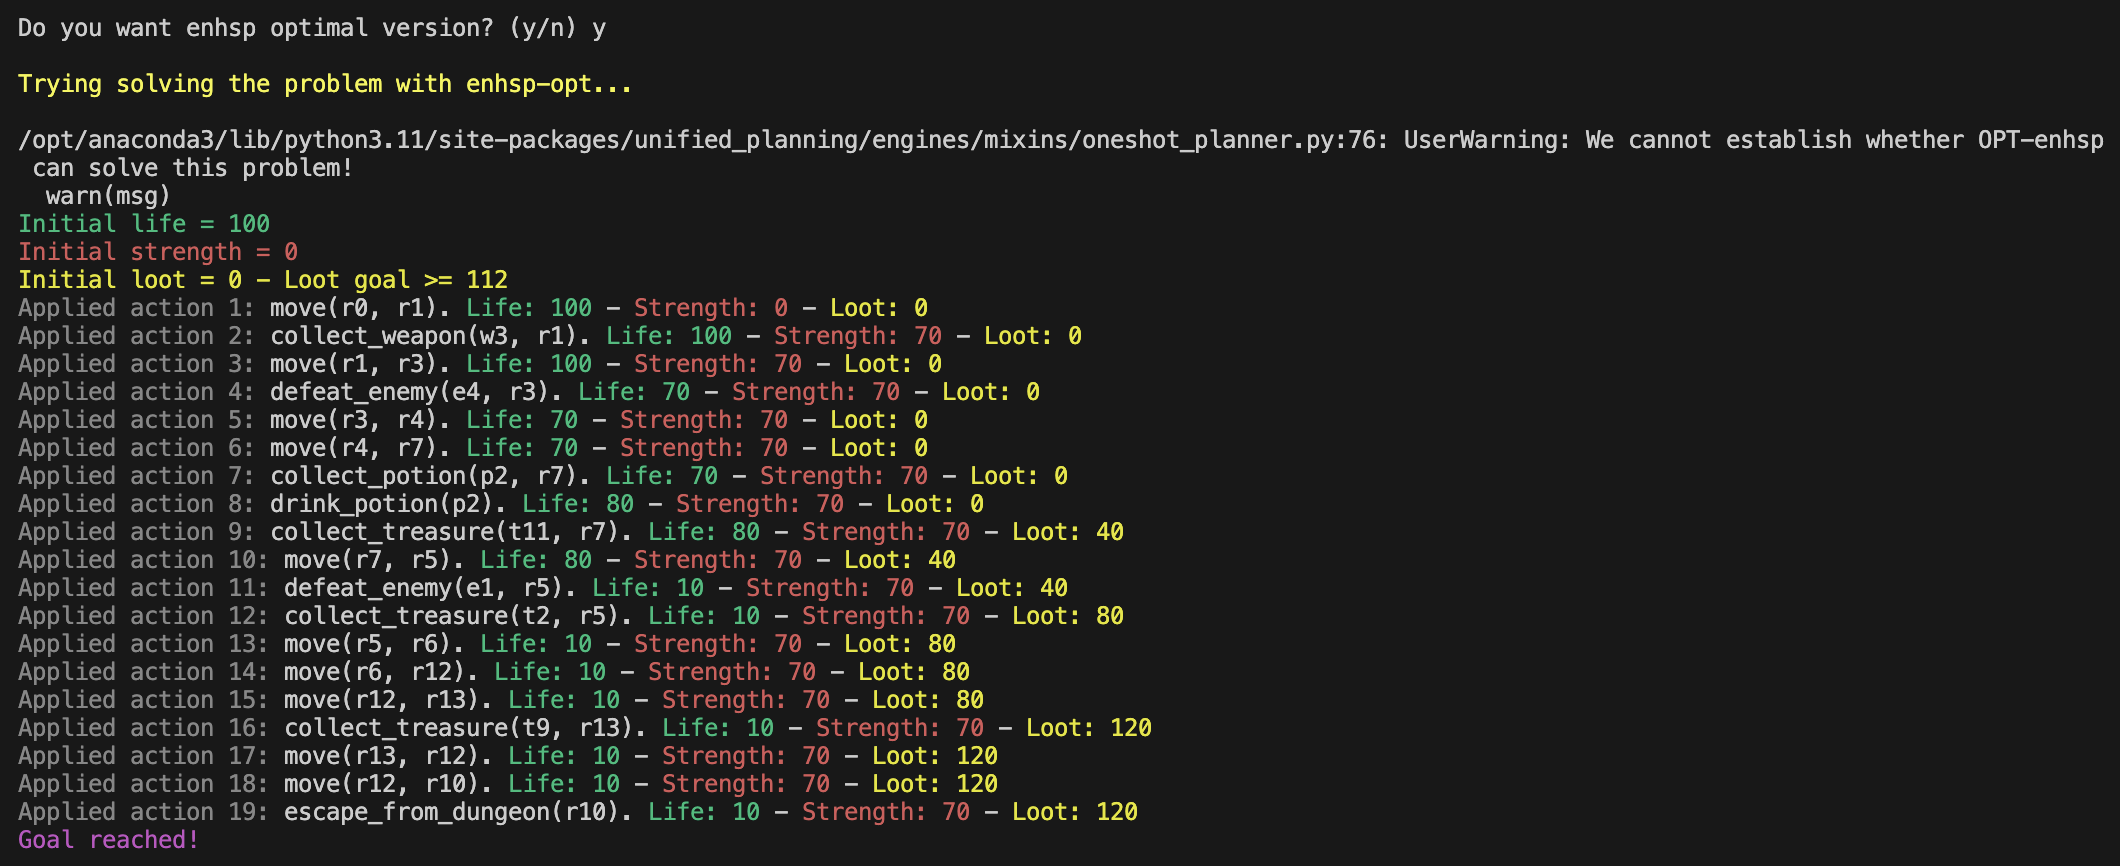 Do you want enhsp optimal version? (y/n) y
Trying solving the problem with enhsp-opt...
/opt/anaconda3/lib/python3.11/site-packages/unified_planning/engines/mixins/oneshot_planner.py:76: UserWarning: We cannot establish whether OPT-enhsp
can solve this problem!
warn(msg)
Initial life = 100
Initial strength = 0
Initial loot = 0 – Loot goal >= 112
Applied action 1: move(r0, r1). Life: 100 – Strength: 0 – Loot: 0
Applied action 2: collect_weapon(w3, r1). Life: 100 – Strength: 70 – Loot: 0
Applied action 3: move(r1, r3). Life: 100 – Strength: 70 – Loot: 0
Applied action 4: defeat_enemy(e4, r3). Life: 70 – Strength: 70 – Loot: 0
Applied action 5: move(r3, r4). Life: 70 – Strength: 70 – Loot: 0
Applied action 6: move(r4, r7). Life: 70 – Strength: 70 – Loot: 0
Applied action 7: collect_potion(p2, r7). Life: 70 – Strength: 70 – Loot: 0
Applied action 8: drink_potion(p2). Life: 80 – Strength: 70 – Loot: 0
Applied action 9: collect_treasure(t11, r7). Life: 80 – Strength: 70 – Loot: 40
Applied action 10: move(r7, r5). Life: 80 – Strength: 70 – Loot: 40
Applied action 11: defeat_enemy(e1, r5). Life: 10 – Strength: 70 – Loot: 40
Applied action 12: collect_treasure(t2, r5). Life: 10 – Strength: 70 – Loot: 80
Applied action 13: move(r5, r6). Life: 10 – Strength: 70 – Loot: 80
Applied action 14: move(r6, r12). Life: 10 – Strength: 70 – Loot: 80
Applied action 15: move(r12, r13). Life: 10 – Strength: 70 – Loot: 80
Applied action 16: collect_treasure(t9, r13). Life: 10 – Strength: 70 – Loot: 120
Applied action 17: move(r13, r12). Life: 10 – Strength: 70 – Loot: 120
Applied action 18: move(r12, r10). Life: 10 – Strength: 70 – Loot: 120
Applied action 19: escape_from_dungeon(r10). Life: 10 – Strength: 70 – Loot: 120
Goal reached!